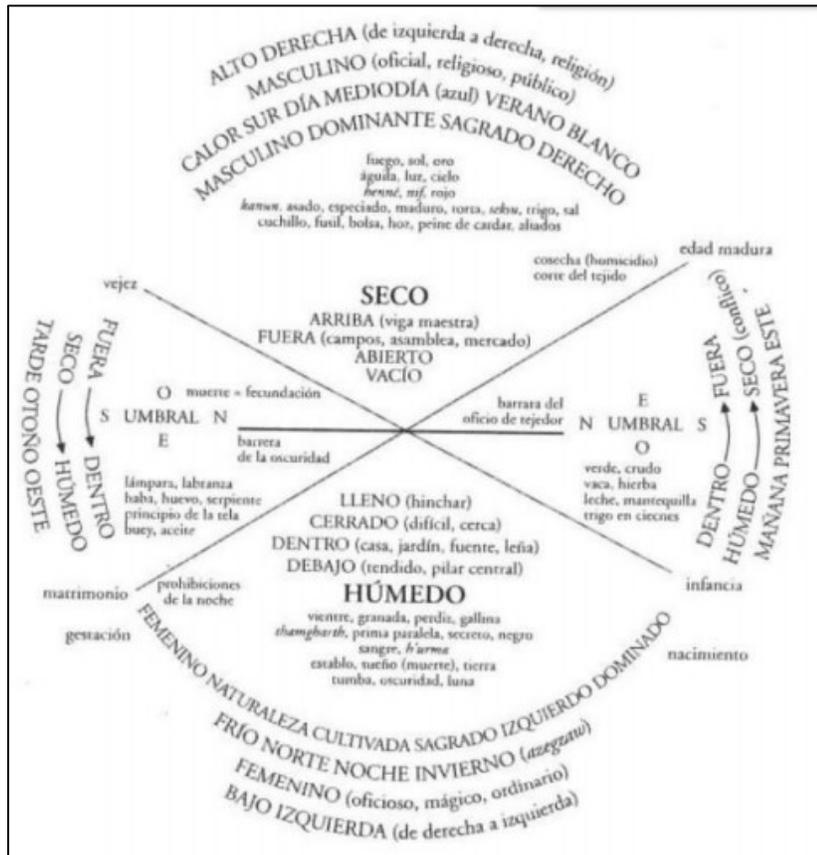 ALTO DERECHA (de izquierda a derecha, religión)
MASCULINO (oficial, religioso, público)
CALOR SUR DÍA MEDIODÍA (azul) VERANO BLANCO
MASCULINO DOMINANTE SAGRADO DERECHO
fuego, sol, oro
águila, luz, cielo
henné, nif, rojo
kanun, asado, especiado, maduro, torta, seksu, trigo, sal
cuchillo, fusil, bolsa, hoz, peine de cardar, aliados
cosecha (homicidio)
corte del tejido
edad madura
vejez
SECO
ARRIBA (viga maestra)
FUERA (campos, asamblea, mercado)
ABIERTO
VACÍO
TARDE OTOÑO OESTE
SECO HÚMEDO
FUERA DENTRO
O
S UMBRAL N
E
muerte = fecundación
barrera
de la oscuridad
lámpara, labranza
haba, huevo, serpiente
principio de la tela
buey, aceite
barrara del
oficio de tejedor
E
N UMBRAL S
O
verde, crudo
vaca, hierba
leche, mantequilla
trigo en ciernes
DENTRO FUERA
HÚMEDO SECO (conflico)
MAÑANA PRIMAVERA ESTE
LLENO (hinchar)
CERRADO (difícil, cerca)
DENTRO (casa, jardín, fuente, leña)
DEBAJO (tendido, pilar central)
HÚMEDO
vientre, granada, perdiz, gallina
thamgharth, prima paralela, secreto, negro
sangre, h'urma
establo, sueño (muerte), tierra
tumba, oscuridad, luna
matrimonio
prohibiciones
de la noche
gestación
infancia
nacimiento
FEMENINO NATURALEZA CULTIVADA SAGRADO IZQUIERDO DOMINADO
FRÍO NORTE NOCHE INVIERNO (azegzaw)
FEMENINO (oficioso, mágico, ordinario)
BAJO IZQUIERDA (de derecha a izquierda)